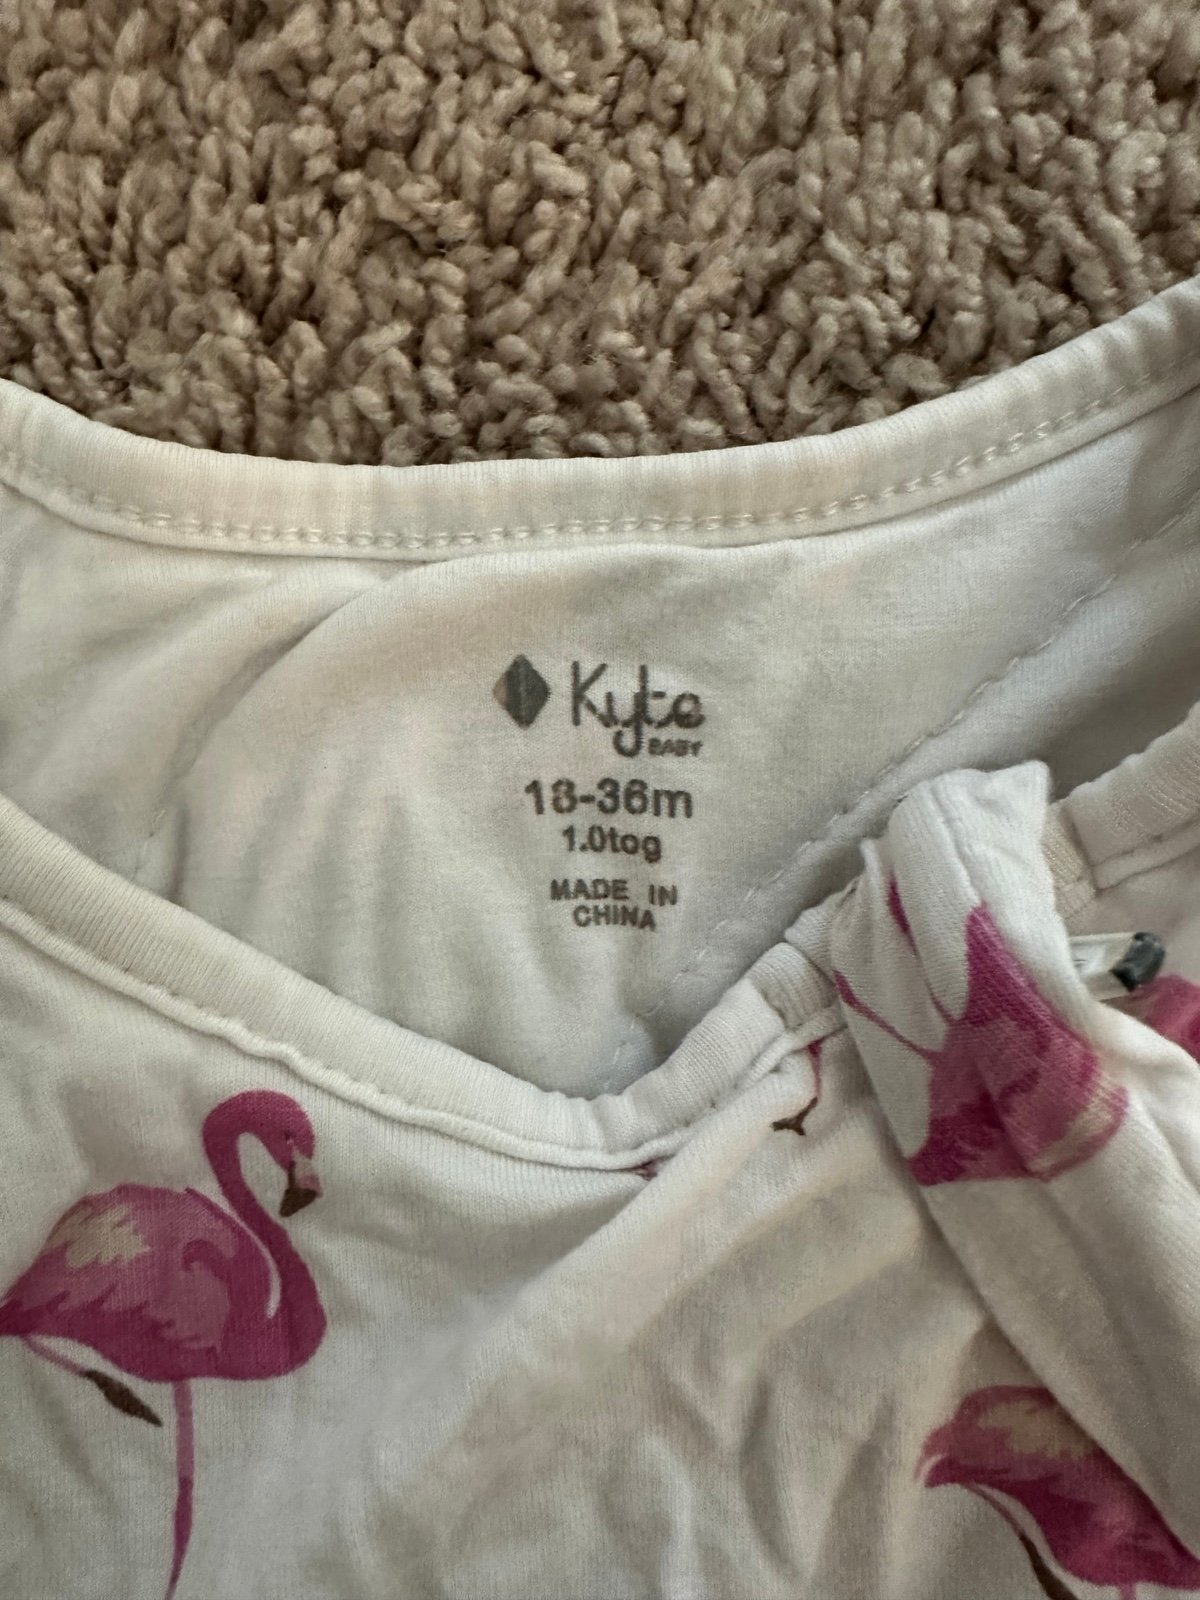 Kyte
BABY
18-36m
1.0tog
MADE IN
CHINA